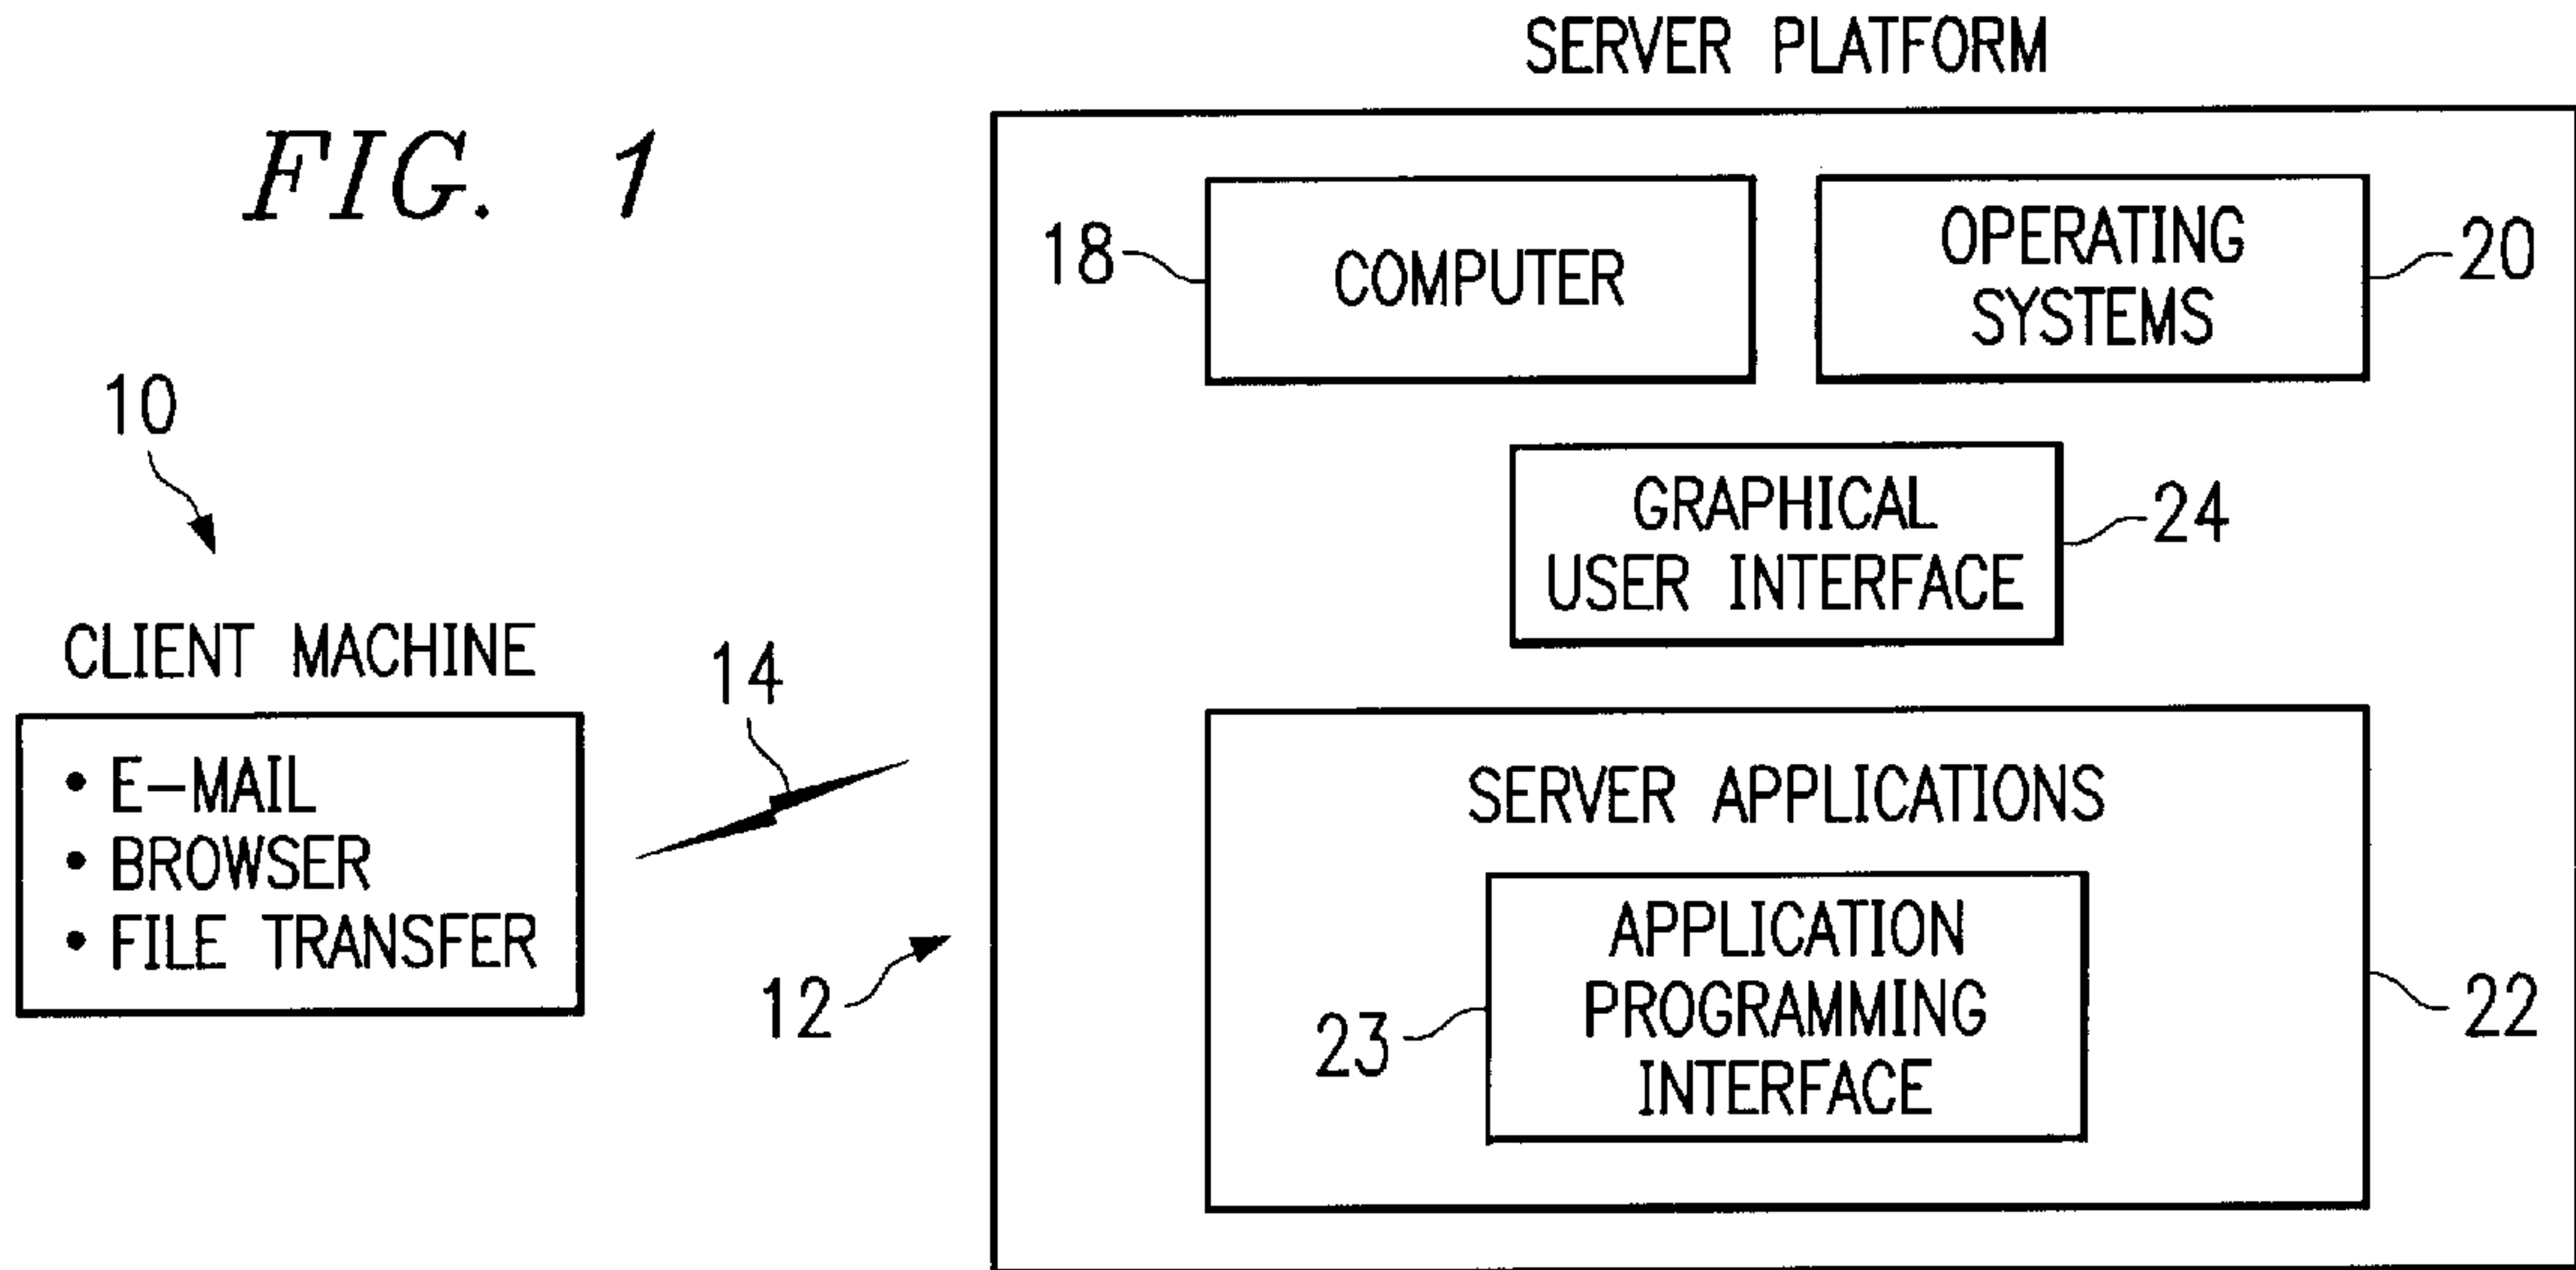 FIG. 1
10
CLIENT MACHINE
• E-MAIL
• BROWSER
• FILE TRANSFER
14
12
SERVER PLATFORM
18
COMPUTER
OPERATING
SYSTEMS
20
GRAPHICAL
USER INTERFACE
24
SERVER APPLICATIONS
APPLICATION
PROGRAMMING
INTERFACE
23
22